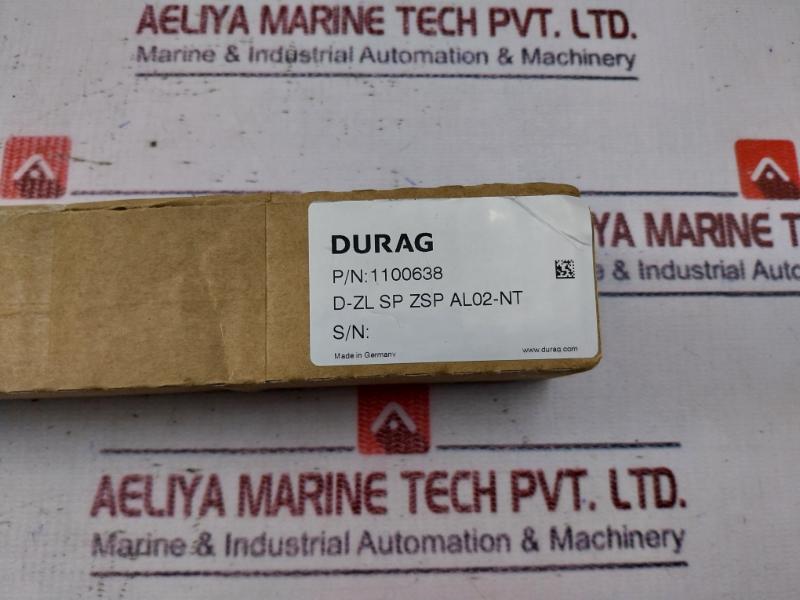 AELIYA MARINE TECH PVT. LTD.
Marine & Industrial Automation & Machinery
DURAG
P/N:1100638
D-ZL SP ZSP AL02-NT
S/N:
Made in Germany
www.durag.com
YA MARINE T
& Industrial Auto
AELIYA MARINE TECH PVT. LTD.
Marine & Industrial Automation & Machinery